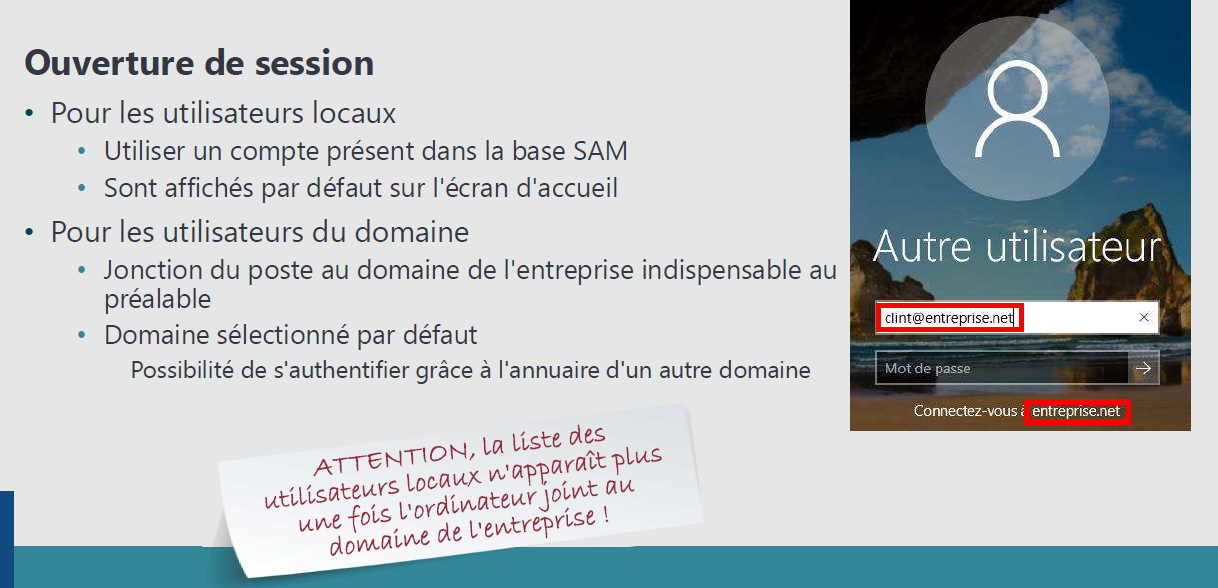 Ouverture de session
• Pour les utilisateurs locaux
• Utiliser un compte présent dans la base SAM
• Sont affichés par défaut sur l'écran d'accueil
• Pour les utilisateurs du domaine
• Jonction du poste au domaine de l'entreprise indispensable au
préalable
• Domaine sélectionné par défaut
Possibilité de s'authentifier grâce à l'annuaire d'un autre domaine
ATTENTION, la liste des
utilisateurs locaux n'apparaît plus
une fois l'ordinateur joint au
domaine de l'entreprise !
Autre utilisateur
clint@entreprise.net
Mot de passe
Connectez-vous à entreprise.net